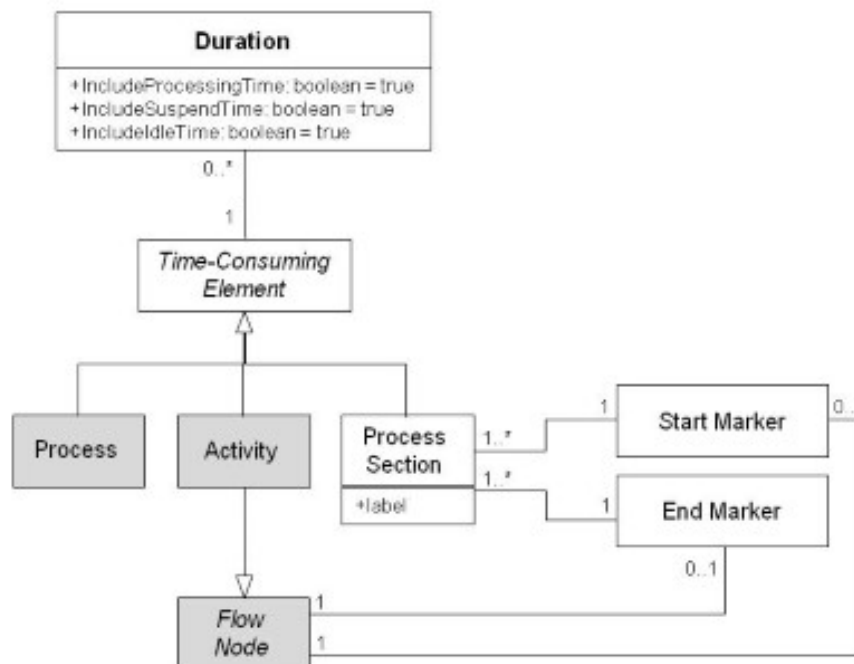 Duration
+IncludeProcessingTime: boolean = true
+IncludeSuspendTime: boolean = true
+IncludeIdleTime: boolean = true
0..*
1
Time-Consuming
Element
Process
Activity
Process
Section
+label
1..*
1
Start Marker
0..
1..*
1
End Marker
0..1
Flow
Node
1
1